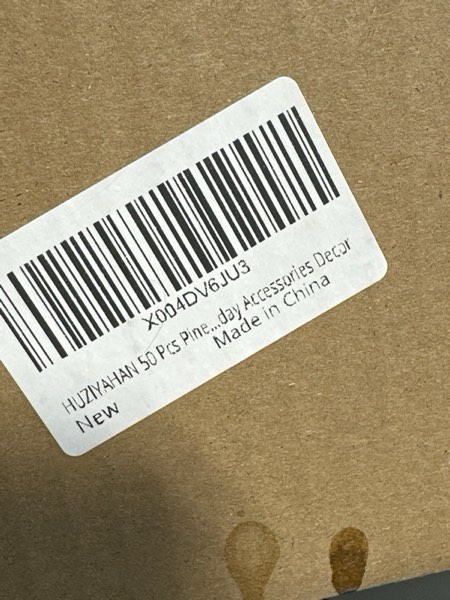 X004DV6JU3
HUZIYAHAN 50 Pcs Pine...day Accessories Decor
New
Made in China